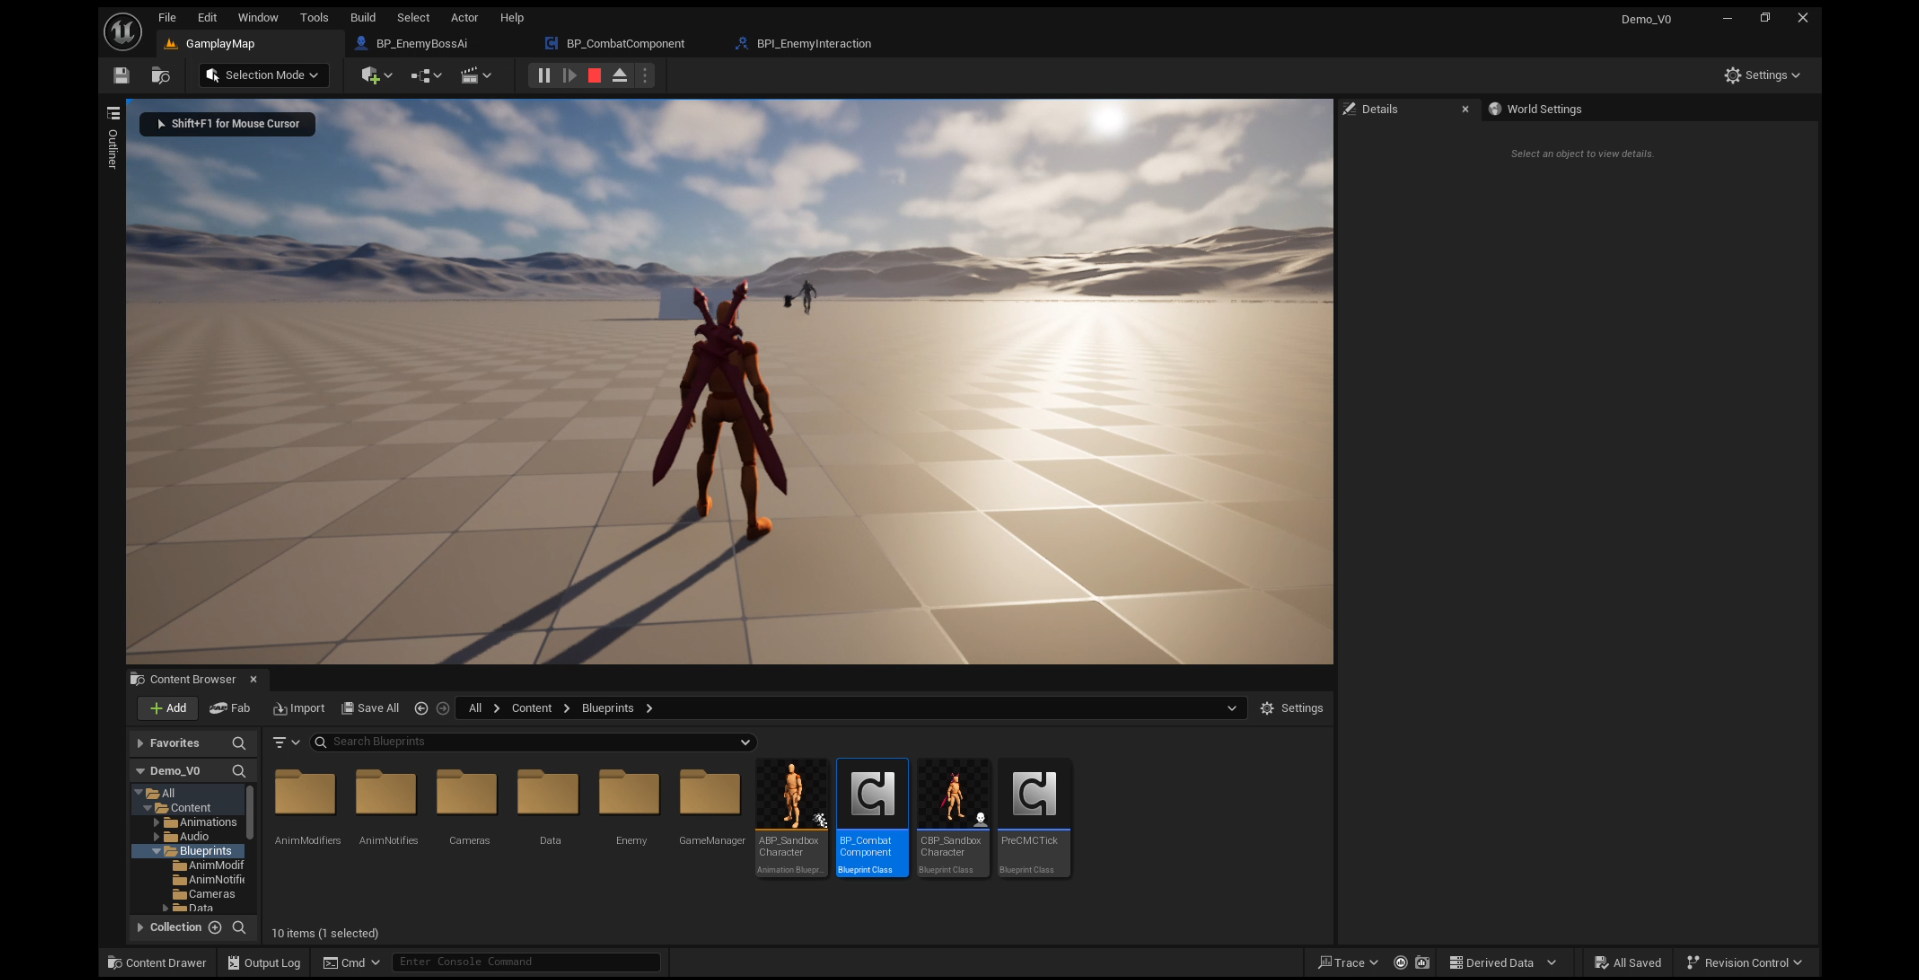 File Edit Window Tools Build Select Actor Help
Demo_V0
GamplayMap
BP_EnemyBossAi
BP_CombatComponent
BPI_EnemyInteraction
Selection Mode
Settings
Outliner
Shift+F1 for Mouse Cursor
Details
World Settings
Select an object to view details.
Content Browser
Add
Fab
Import
Save All
All
Content
Blueprints
Settings
Favorites
Search Blueprints
Demo_V0
All
Content
Animations
Audio
Blueprints
AnimModif
AnimNotifie
Cameras
Data
Collection
AnimModifiers
AnimNotifies
Cameras
Data
Enemy
GameManager
ABP_Sandbox
Character
Animation Bluepr...
BP_Combat
Component
Blueprint Class
CBP_Sandbox
Character
Blueprint Class
PreCMCTick
Blueprint Class
10 items (1 selected)
Content Drawer
Output Log
Cmd
Enter Console Command
Trace
Derived Data
All Saved
Revision Control